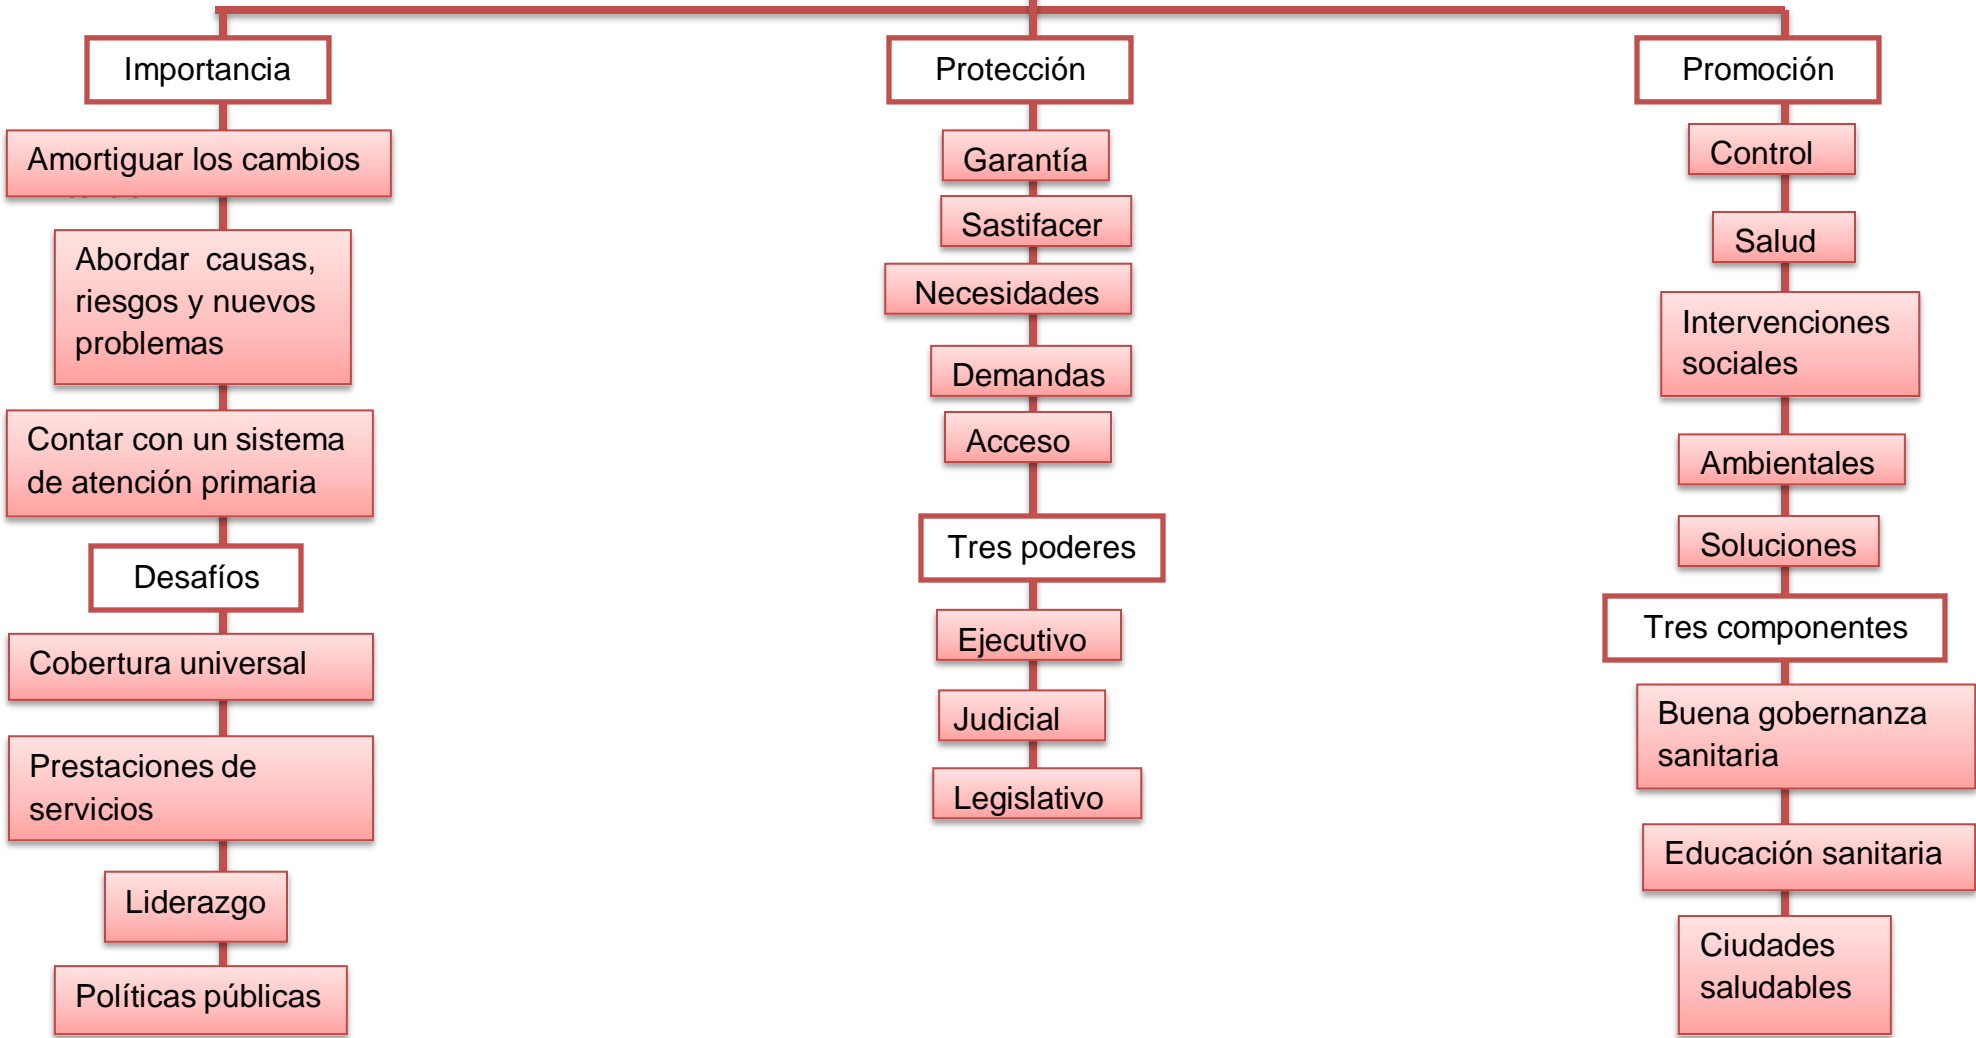 Importancia
Amortiguar los cambios
Abordar causas,
riesgos y nuevos
problemas
Contar con un sistema
de atención primaria
Desafíos
Cobertura universal
Prestaciones de
servicios
Liderazgo
Políticas públicas
Protección
Garantía
Sastifacer
Necesidades
Demandas
Acceso
Tres poderes
Ejecutivo
Judicial
Legislativo
Promoción
Control
Salud
Intervenciones
sociales
Ambientales
Soluciones
Tres componentes
Buena gobernanza
sanitaria
Educación sanitaria
Ciudades
saludables